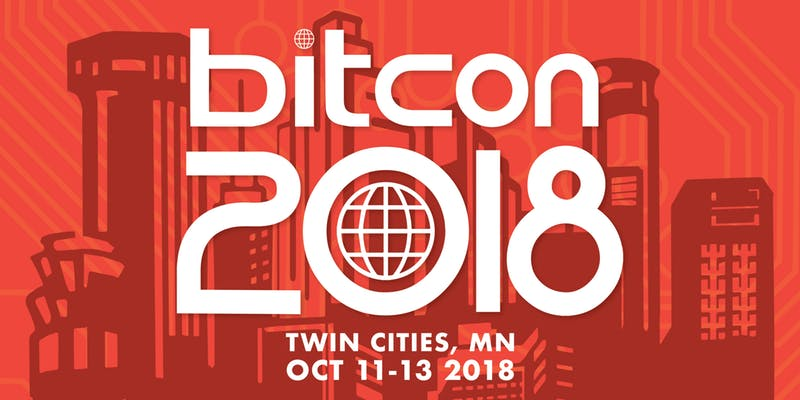 bitcon
2018
TWIN CITIES, MN
OCT 11-13 2018